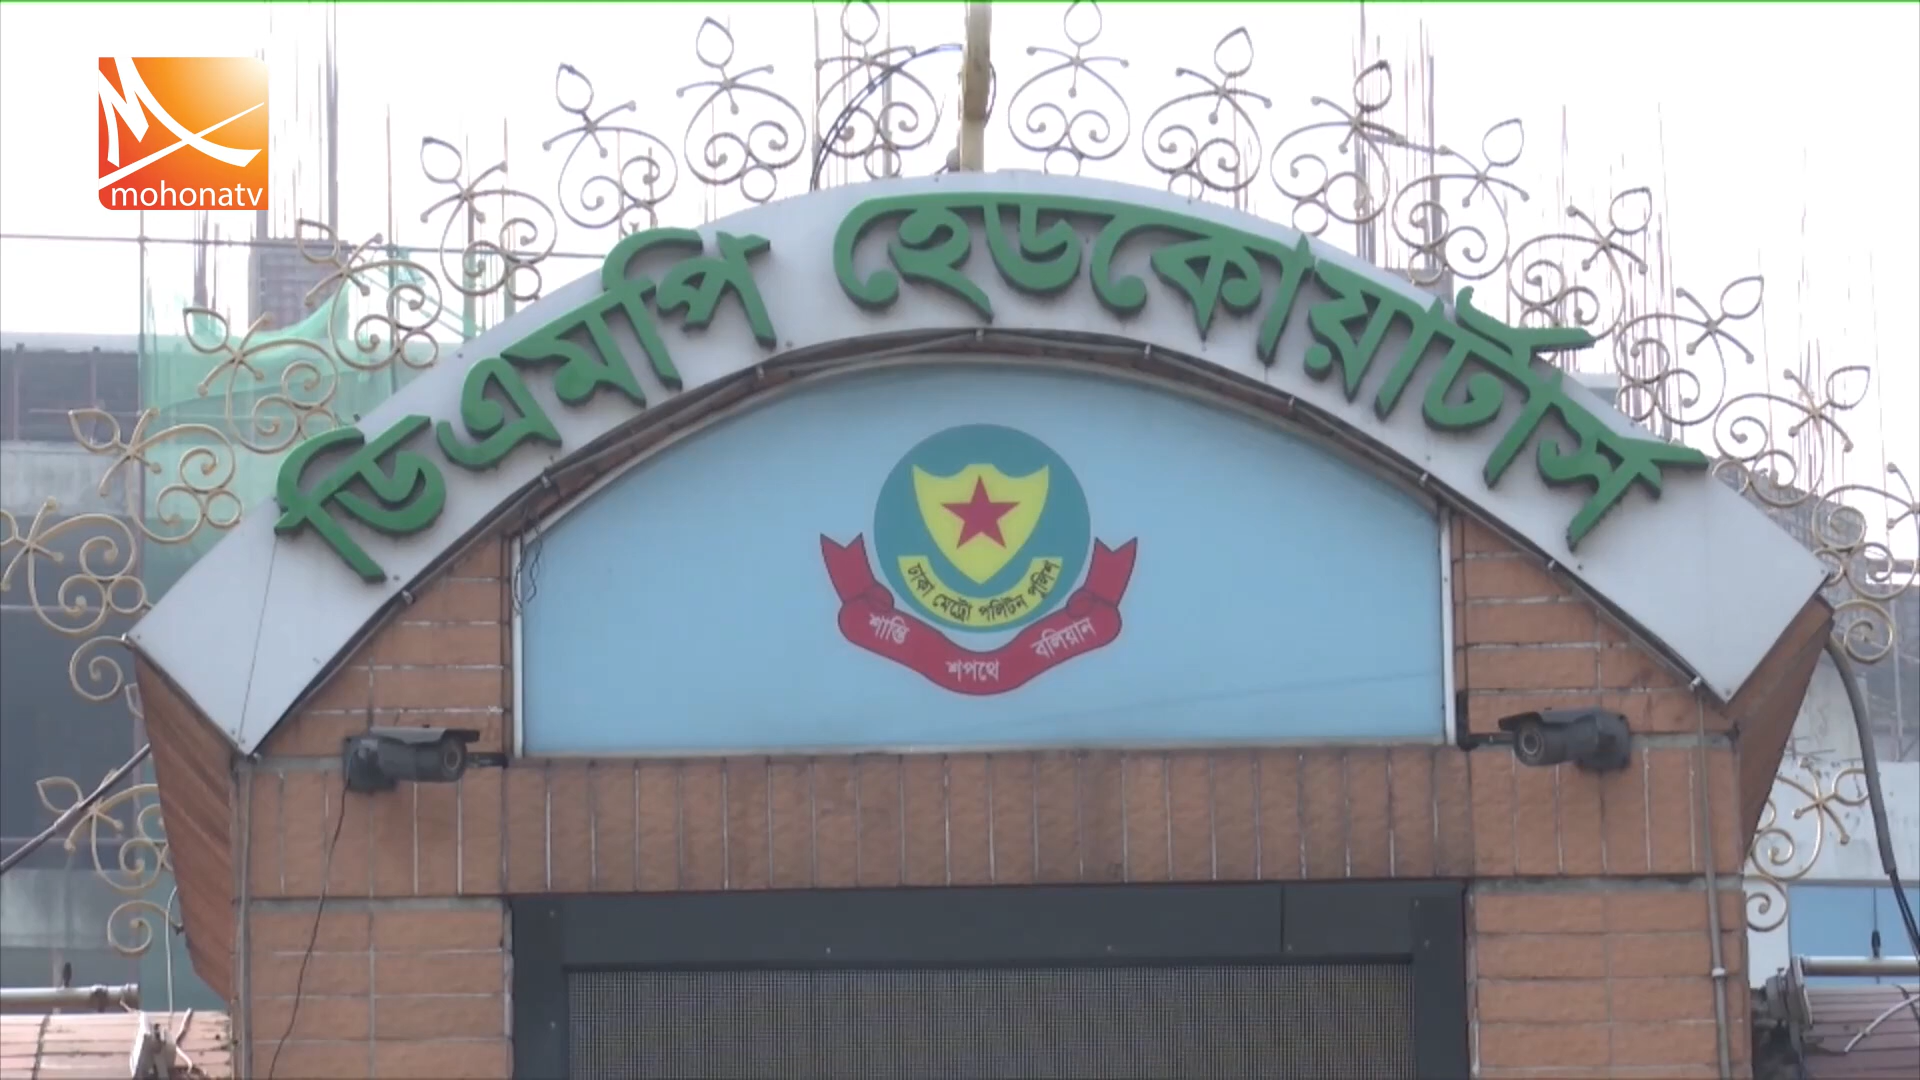 mohonatv
ডিএমপি হেডকোয়ার্টার্স
ঢাকা মেট্রো পলিটন পুলিশ
শান্তি শপথে বলিয়ান